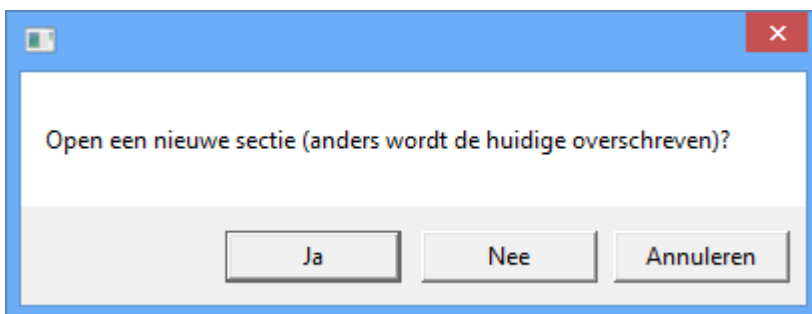 Open een nieuwe sectie (anders wordt de huidige overschreven)?
Ja Nee Annuleren